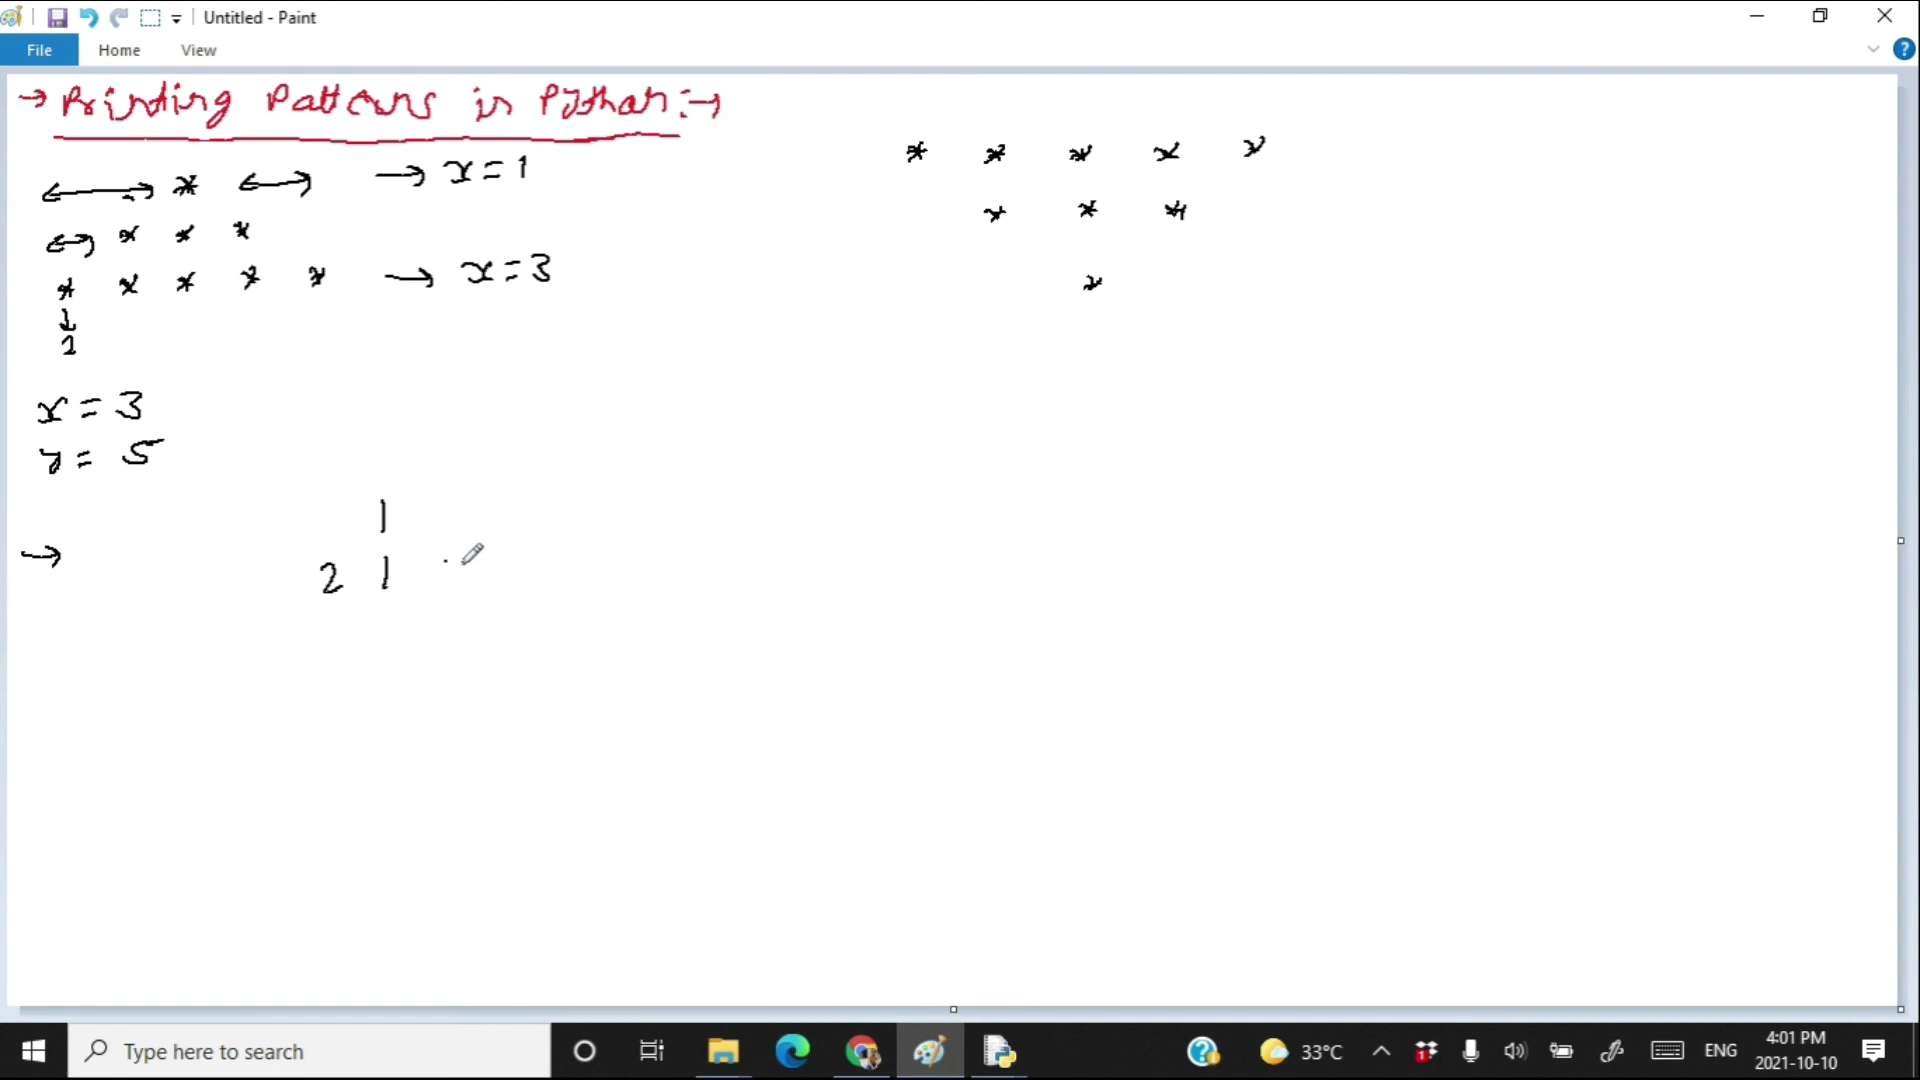 Untitled - Paint
File Home View
→ Printing Patterns in Python:→
* → x=1
* * *
* * * * * → x=3
↓
1
x = 3
y = 5
* * * * *
* * *
*
1
→ 2 1
Type here to search
33°C
ENG
4:01 PM
2021-10-10